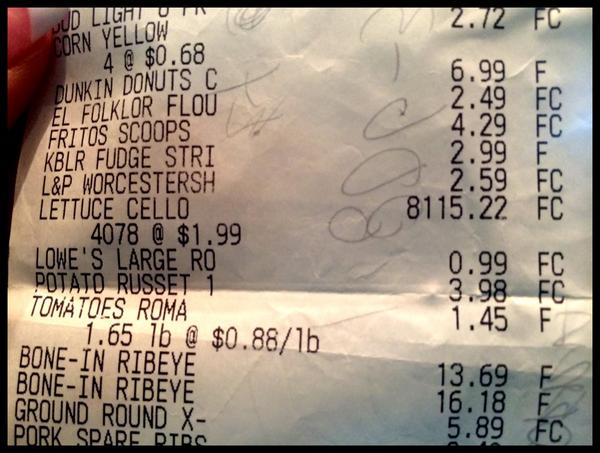 LIGHT
CORN YELLOW 2.72 FC
4 @ $0.68
DUNKIN DONUTS C 6.99 F
EL FOLKLOR FLOU 2.49 FC
FRITOS SCOOPS 4.29 FC
KBLR FUDGE STRI 2.99 F
L&P WORCESTERSH 2.59 FC
LETTUCE CELLO 8115.22 FC
4078 @ $1.99
LOWE'S LARGE RO 0.99 FC
POTATO RUSSET 1 3.98 FC
TOMATOES ROMA 1.45 F
1.65 lb @ $0.88/lb
BONE-IN RIBEYE 13.69 F
BONE-IN RIBEYE 16.18 F
GROUND ROUND X- 5.89 FC
PORK SPARE RIBS